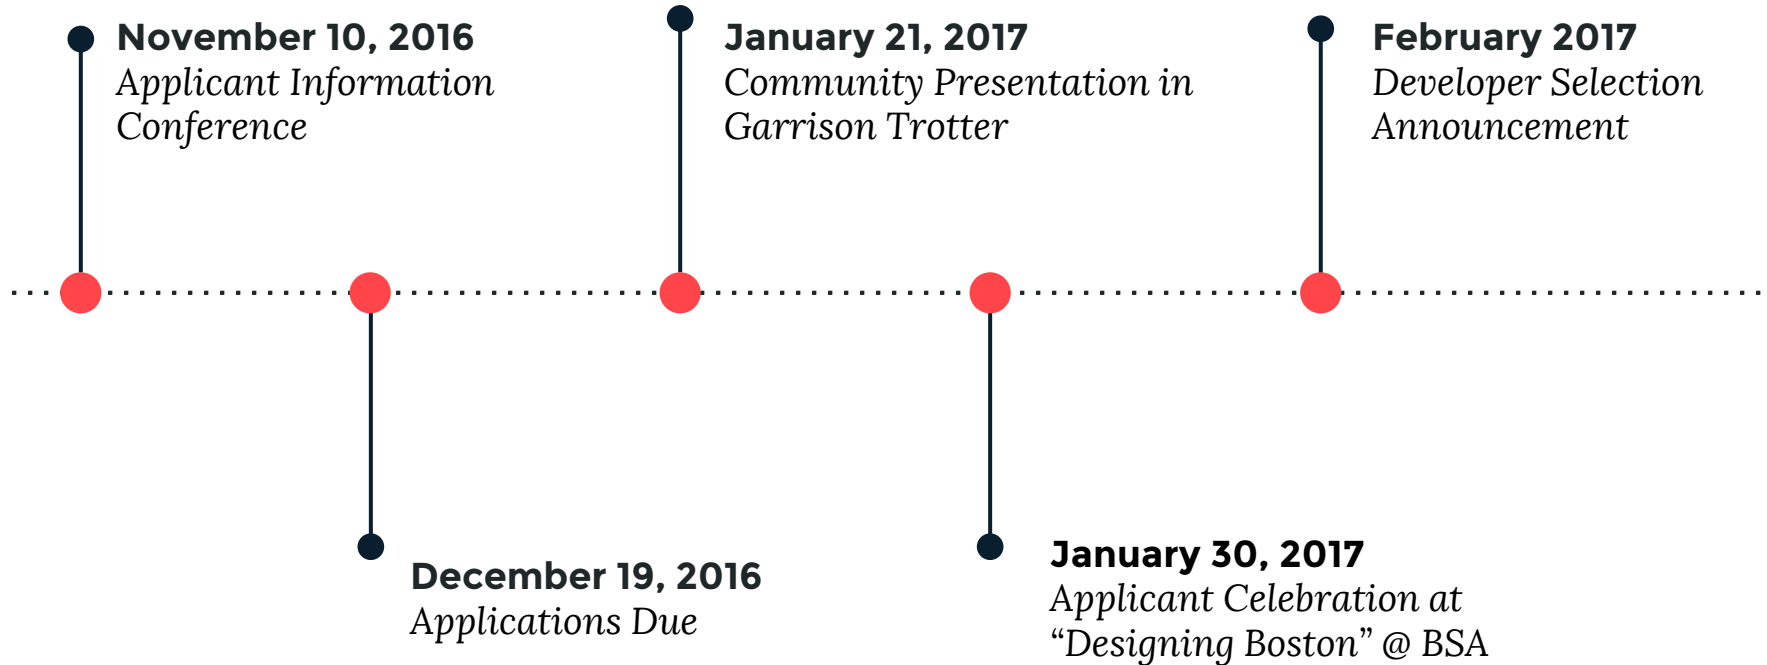 November 10, 2016
Applicant Information
Conference
December 19, 2016
Applications Due
January 21, 2017
Community Presentation in
Garrison Trotter
January 30, 2017
Applicant Celebration at
“Designing Boston” @ BSA
February 2017
Developer Selection
Announcement